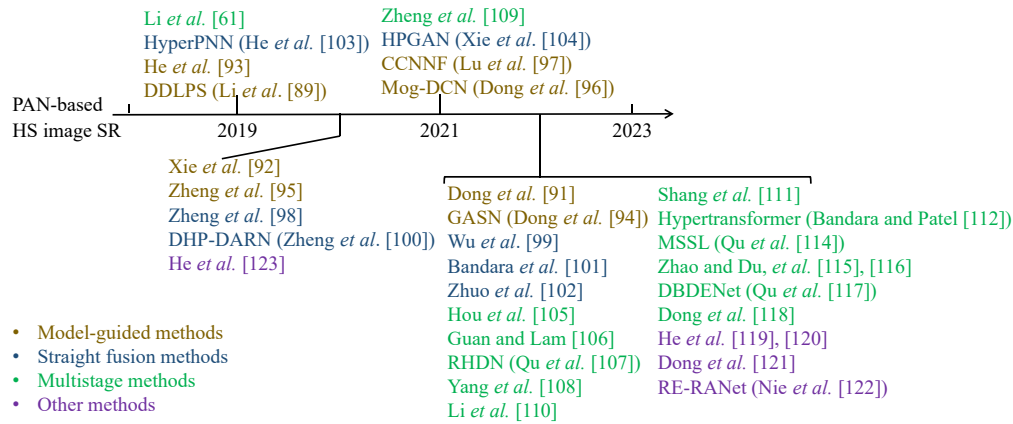 Li et al. [61]
HyperPNN (He et al. [103])
He et al. [93]
DDLPS (Li et al. [89])
Zheng et al. [109]
HPGAN (Xie et al. [104])
CCNNF (Lu et al. [97])
Mog-DCN (Dong et al. [96])
PAN-based
HS image SR
2019
2021
2023
Xie et al. [92]
Zheng et al. [95]
Zheng et al. [98]
DHP-DARN (Zheng et al. [100])
He et al. [123]
Dong et al. [91]
GASN (Dong et al. [94])
Wu et al. [99]
Bandara et al. [101]
Zhuo et al. [102]
Hou et al. [105]
Guan and Lam [106]
RHDN (Qu et al. [107])
Yang et al. [108]
Li et al. [110]
Shang et al. [111]
Hypertransformer (Bandara and Patel [112])
MSSL (Qu et al. [114])
Zhao and Du, et al. [115], [116]
DBDENet (Qu et al. [117])
Dong et al. [118]
He et al. [119], [120]
Dong et al. [121]
RE-RANet (Nie et al. [122])
• Model-guided methods
• Straight fusion methods
• Multistage methods
• Other methods